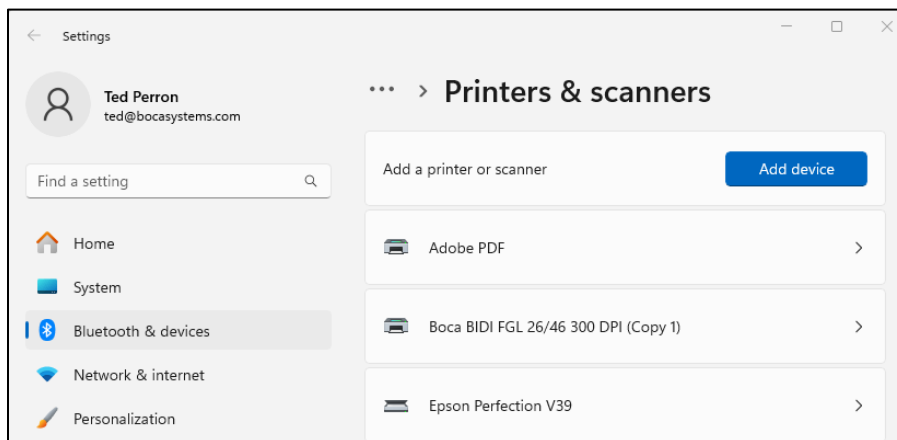 Settings
Ted Perron
ted@bocasystems.com
Find a setting
Home
System
Bluetooth & devices
Network & internet
Personalization
... > Printers & scanners
Add a printer or scanner
Add device
Adobe PDF
Boca BIDI FGL 26/46 300 DPI (Copy 1)
Epson Perfection V39